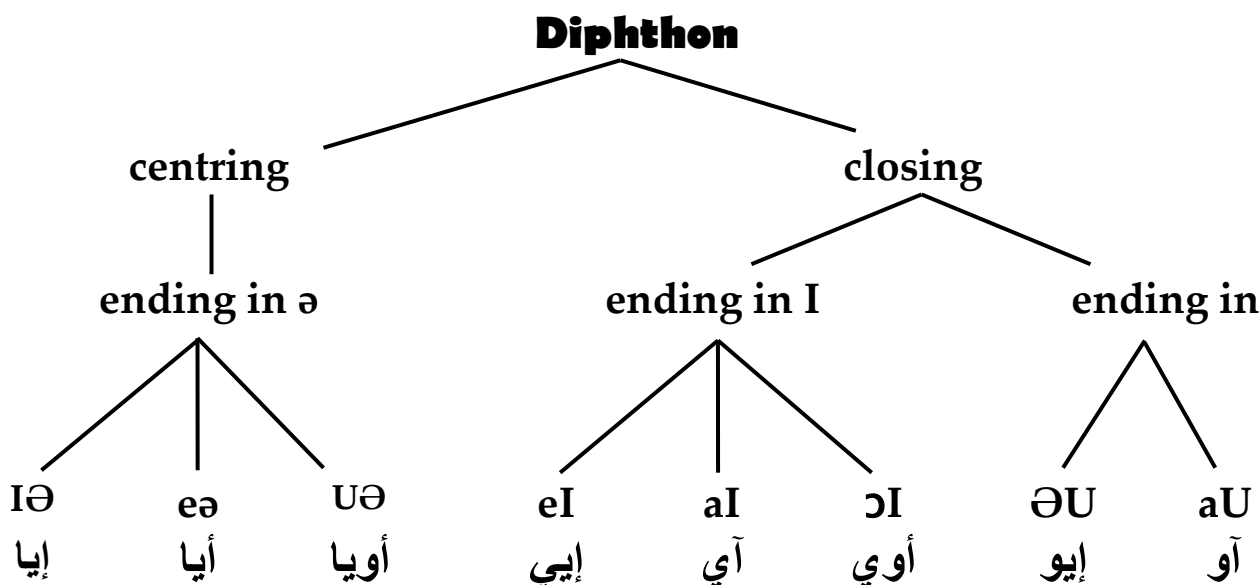 Diphthon
centring closing
ending in ə ending in I ending in
IƏ eə UƏ eI aI ɔI ƏU aU
إيا أيا أويا إيي آي أوي إيو آو